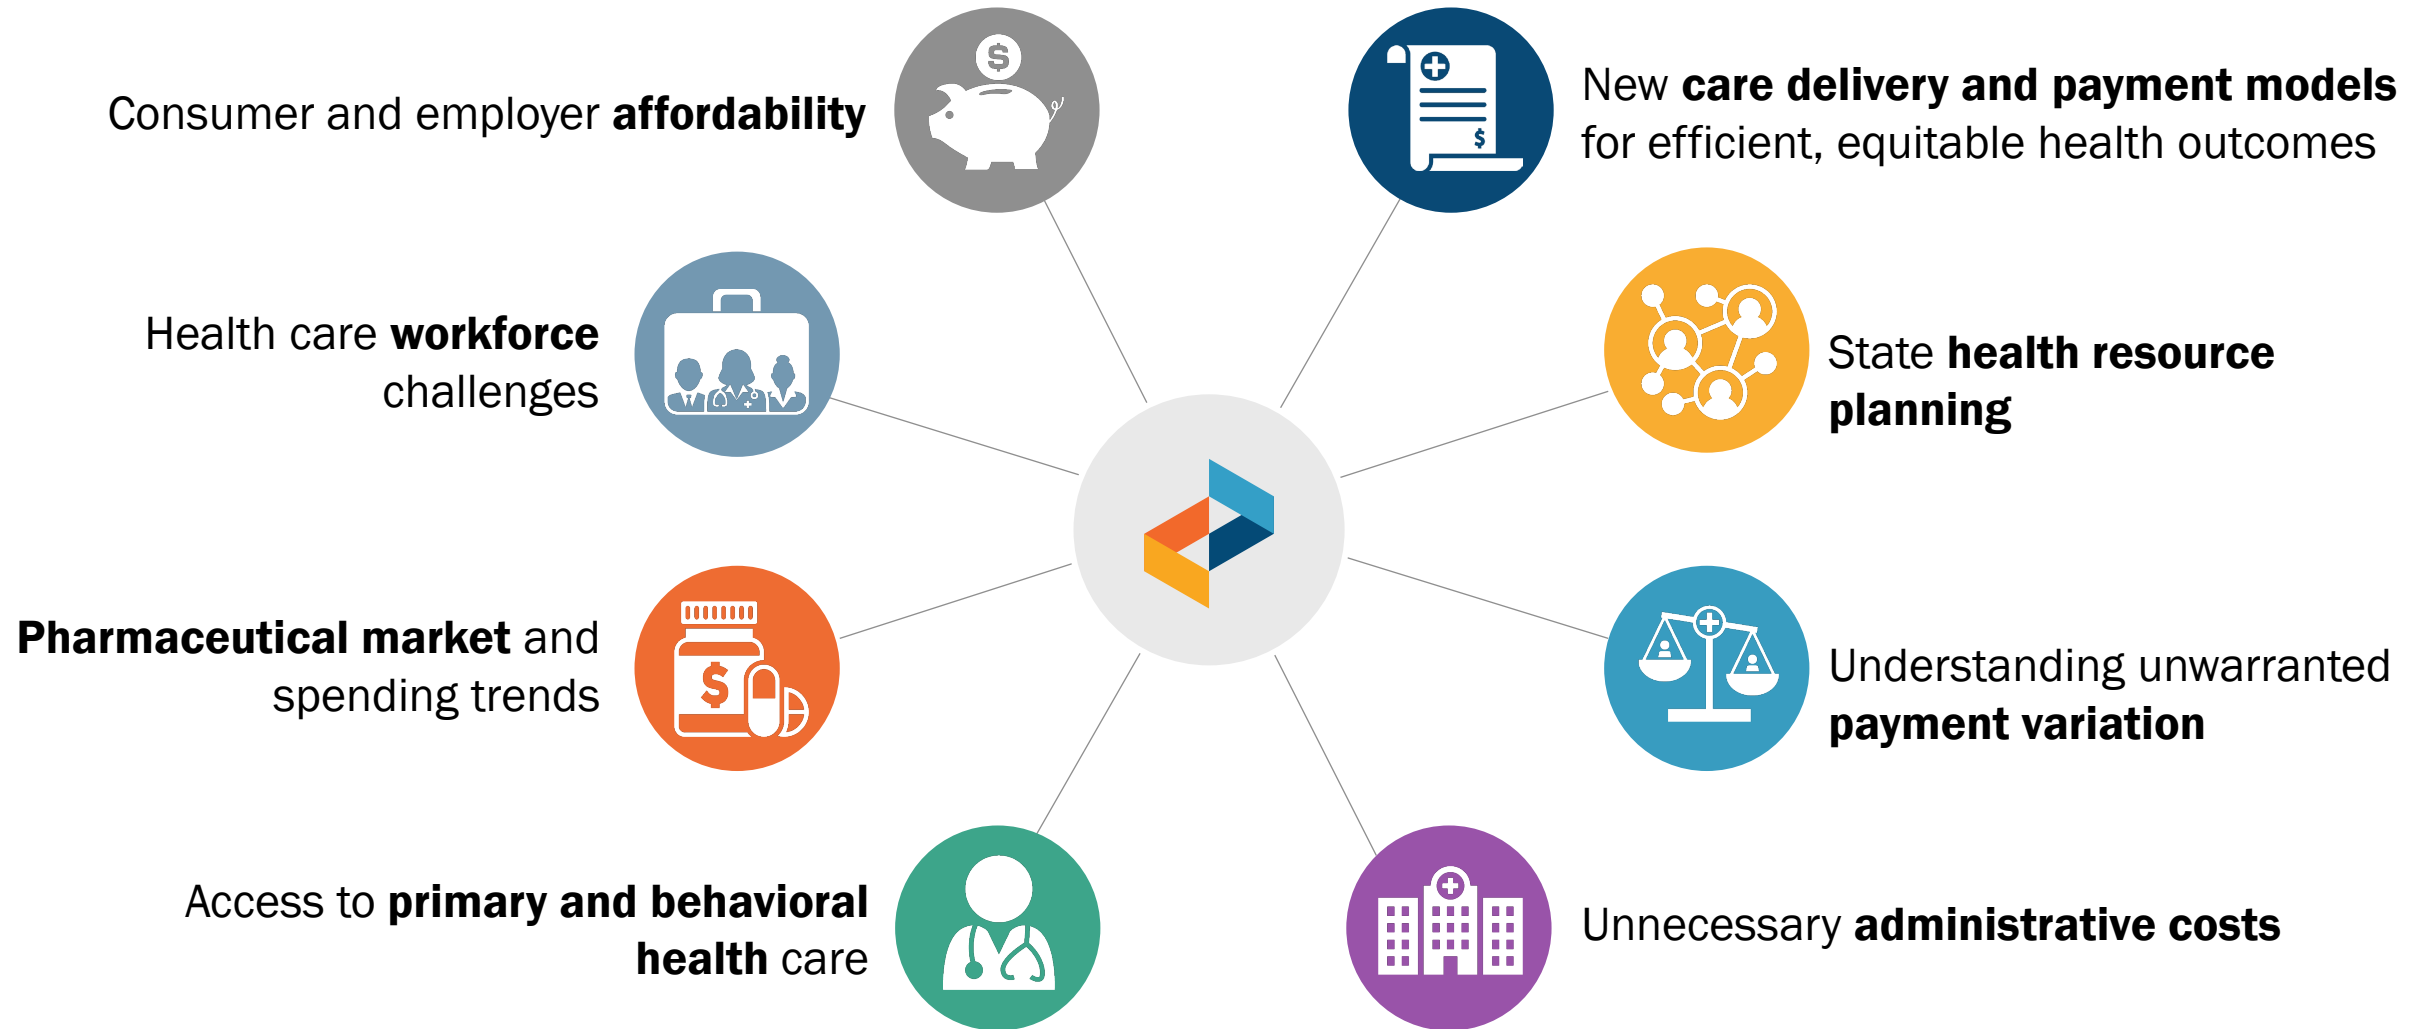 Consumer and employer affordability
Health care workforce
challenges
Pharmaceutical market and
spending trends
Access to primary and behavioral
health care
New care delivery and payment models
for efficient, equitable health outcomes
State health resource
planning
Understanding unwarranted
payment variation
Unnecessary administrative costs
$
$
$